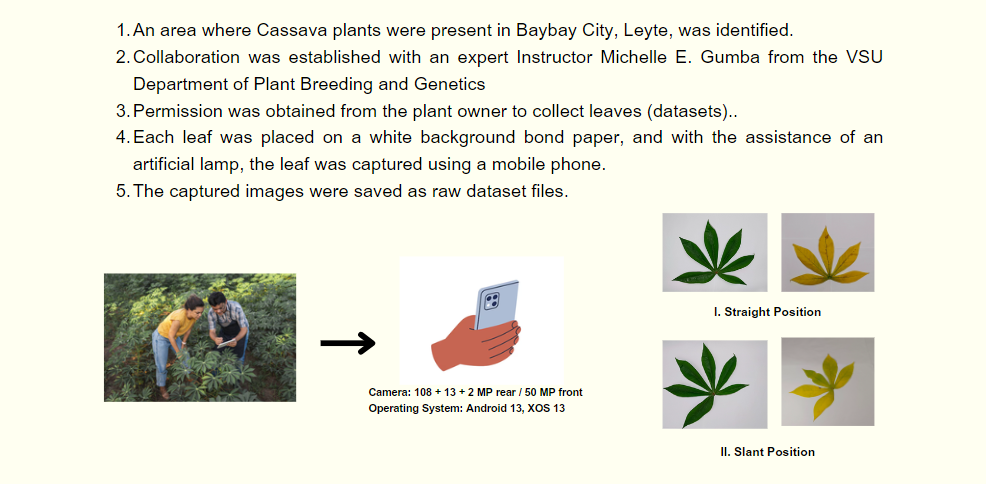 1. An area where Cassava plants were present in Baybay City, Leyte, was identified.
2. Collaboration was established with an expert Instructor Michelle E. Gumba from the VSU
Department of Plant Breeding and Genetics
3. Permission was obtained from the plant owner to collect leaves (datasets)..
4. Each leaf was placed on a white background bond paper, and with the assistance of an
artificial lamp, the leaf was captured using a mobile phone.
5. The captured images were saved as raw dataset files.
I. Straight Position
Camera: 108 + 13 + 2 MP rear / 50 MP front
Operating System: Android 13, XOS 13
II. Slant Position